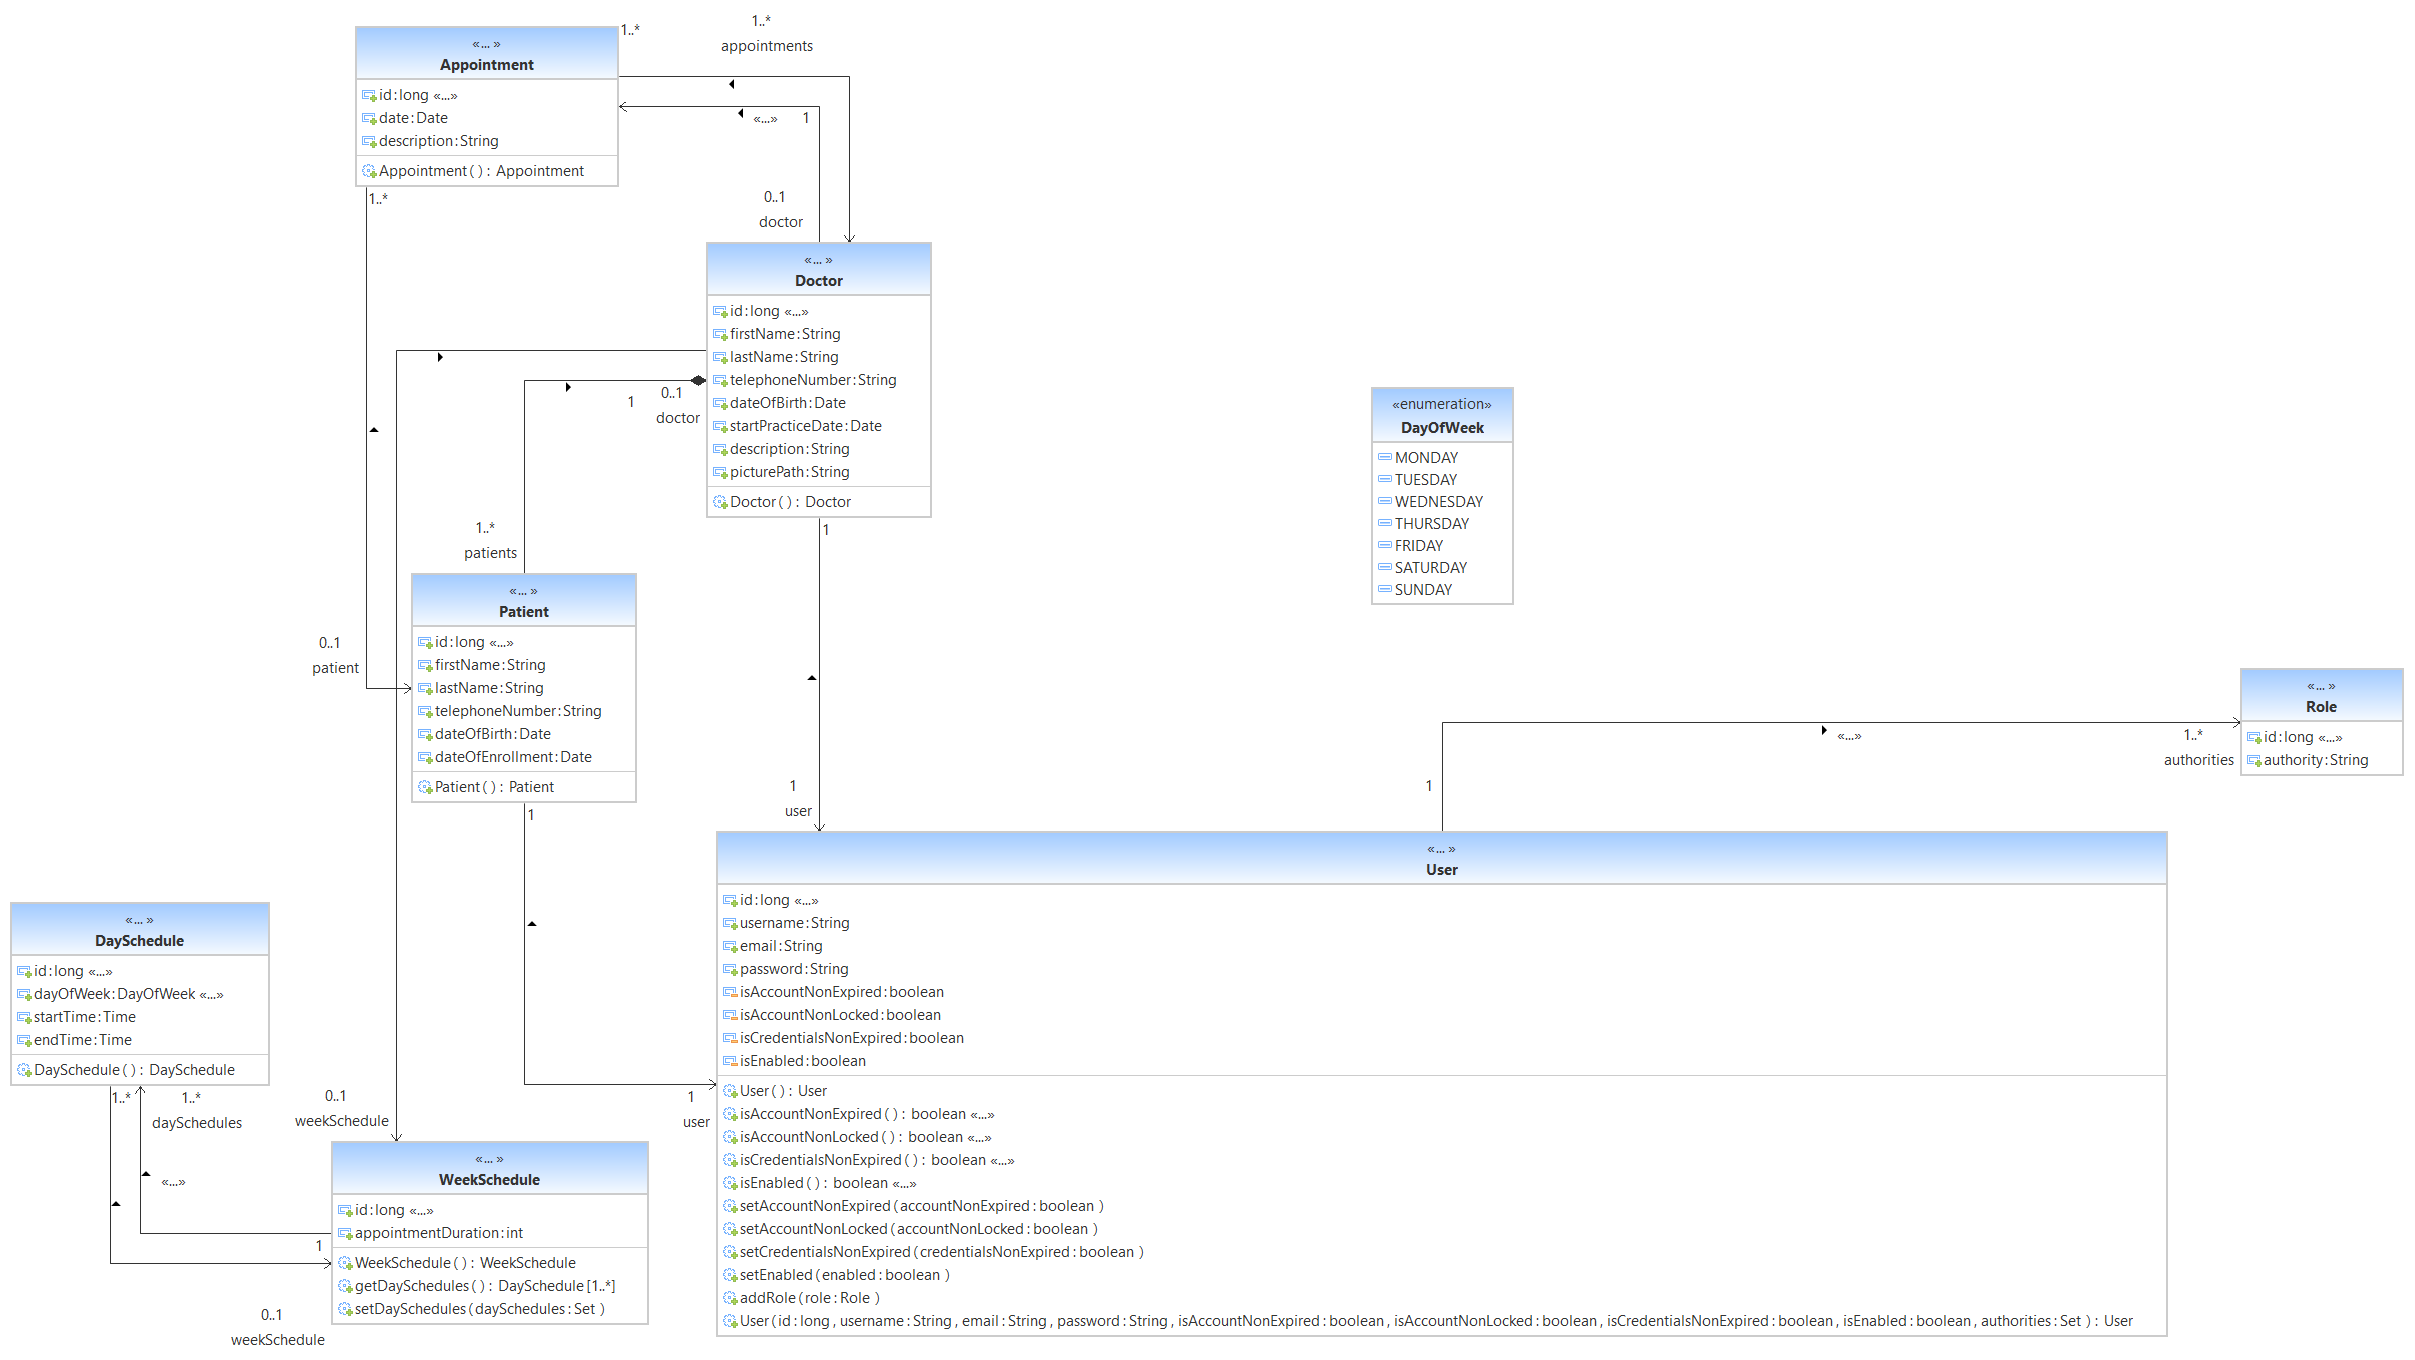 1..*
appointments
1..*
«... »
Appointment
id:long «...»
date:Date
description:String
Appointment( ): Appointment
«...»
1
1..*
0..1
doctor
«... »
Doctor
id:long «...»
firstName:String
lastName:String
telephoneNumber:String
dateOfBirth:Date
startPracticeDate:Date
description:String
picturePath:String
Doctor( ): Doctor
1
0..1
doctor
1
«enumeration»
DayOfWeek
MONDAY
TUESDAY
WEDNESDAY
THURSDAY
FRIDAY
SATURDAY
SUNDAY
1..*
patients
«... »
Patient
id:long «...»
firstName:String
lastName:String
telephoneNumber:String
dateOfBirth:Date
dateOfEnrollment:Date
Patient( ): Patient
1
0..1
patient
«... »
Role
id:long «...»
authority:String
«...»
1..*
authorities
1
1
user
«... »
User
id:long «...»
username:String
email:String
password:String
isAccountNonExpired:boolean
isAccountNonLocked:boolean
isCredentialsNonExpired:boolean
isEnabled:boolean
User( ): User
isAccountNonExpired( ): boolean «...»
isAccountNonLocked( ): boolean «...»
isCredentialsNonExpired( ): boolean «...»
isEnabled( ): boolean «...»
setAccountNonExpired(accountNonExpired:boolean )
setAccountNonLocked(accountNonLocked:boolean )
setCredentialsNonExpired(credentialsNonExpired:boolean )
setEnabled(enabled:boolean )
addRole(role:Role )
User(id:long, username:String, email:String, password:String, isAccountNonExpired:boolean, isAccountNonLocked:boolean, isCredentialsNonExpired:boolean, isEnabled:boolean, authorities:Set ): User
1
user
«... »
DaySchedule
id:long «...»
dayOfWeek:DayOfWeek «...»
startTime:Time
endTime:Time
DaySchedule( ): DaySchedule
1..*
1..*
daySchedules
«...»
0..1
weekSchedule
«... »
WeekSchedule
id:long «...»
appointmentDuration:int
WeekSchedule( ): WeekSchedule
getDaySchedules( ): DaySchedule[1..*]
setDaySchedules(daySchedules:Set )
1
0..1
weekSchedule